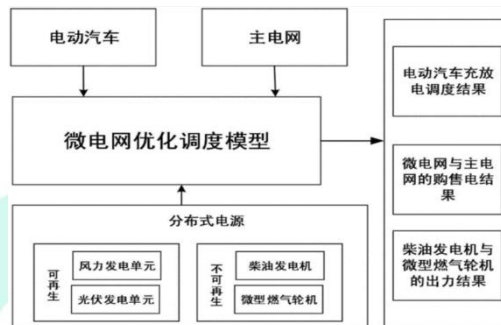 电动汽车
主电网
微电网优化调度模型
分布式电源
可再生
风力发电单元
光伏发电单元
不可再生
柴油发电机
微型燃气轮机
电动汽车充放
电调度结果
微电网与主电
网的购售电结
果
柴油发电机与
微型燃气轮机
的出力结果